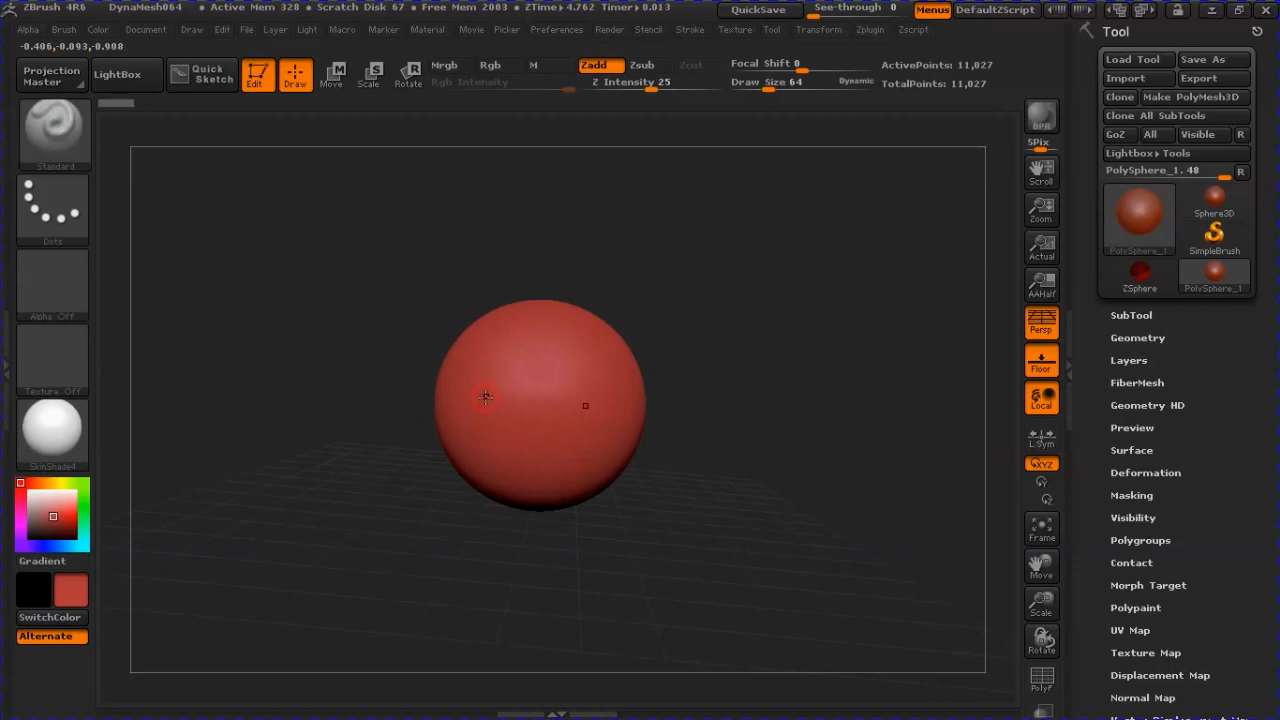 ZBrush 4R6 DynaMesh064 • Active Mem 328 • Scratch Disk 67 • Free Mem 2003 • ZTime▸4.762 Timer▸0.013 QuickSave See-through 0 Menus DefaultZScript
Alpha Brush Color Document Draw Edit File Layer Light Macro Marker Material Movie Picker Preferences Render Stencil Stroke Texture Tool Transform Zplugin Zscript
-0.406,-0.093,-0.908
Projection Master
LightBox
Quick Sketch
Edit
Draw
Move
Scale
Rotate
Mrgb Rgb M
Rgb Intensity
Zadd Zsub Zcut
Z Intensity 25
Focal Shift 0
Draw Size 64 Dynamic
ActivePoints: 11,027
TotalPoints: 11,027
Standard
Dots
Alpha Off
Texture Off
SkinShade4
Gradient
SwitchColor
Alternate
BPR
SPix
Scroll
Zoom
Actual
AAHalf
Persp
Floor
Local
L.Sym
XYZ
Y
Z
Frame
Move
Scale
Rotate
PolyF
Tool
Load Tool Save As
Import Export
Clone Make PolyMesh3D
Clone All SubTools
GoZ All Visible R
Lightbox▸Tools
PolySphere_1. 48 R
PolySphere_1
Sphere3D
SimpleBrush
ZSphere
PolySphere_1
SubTool
Geometry
Layers
FiberMesh
Geometry HD
Preview
Surface
Deformation
Masking
Visibility
Polygroups
Contact
Morph Target
Polypaint
UV Map
Texture Map
Displacement Map
Normal Map